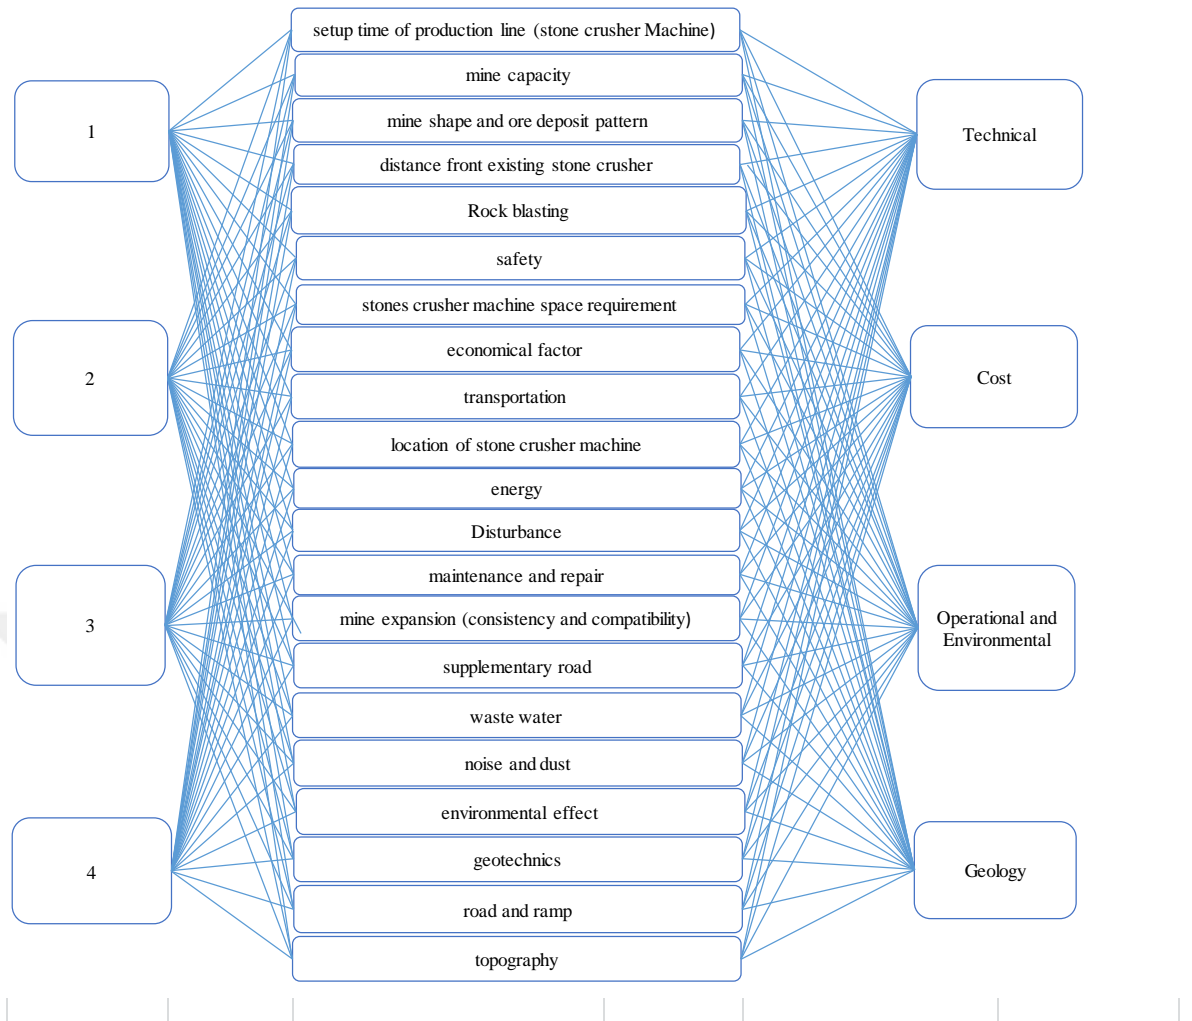 1
2
3
4
setup time of production line (stone crusher Machine)
mine capacity
mine shape and ore deposit pattern
distance front existing stone crusher
Rock blasting
safety
stones crusher machine space requirement
economical factor
transportation
location of stone crusher machine
energy
Disturbance
maintenance and repair
mine expansion (consistency and compatibility)
supplementary road
waste water
noise and dust
environmental effect
geotechnics
road and ramp
topography
Technical
Cost
Operational and
Environmental
Geology